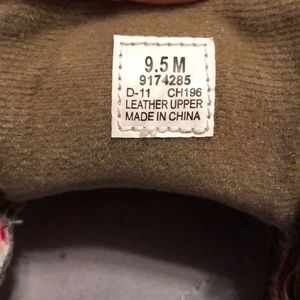 9.5 M
9174285
D-11 CH196
LEATHER UPPER
MADE IN CHINA